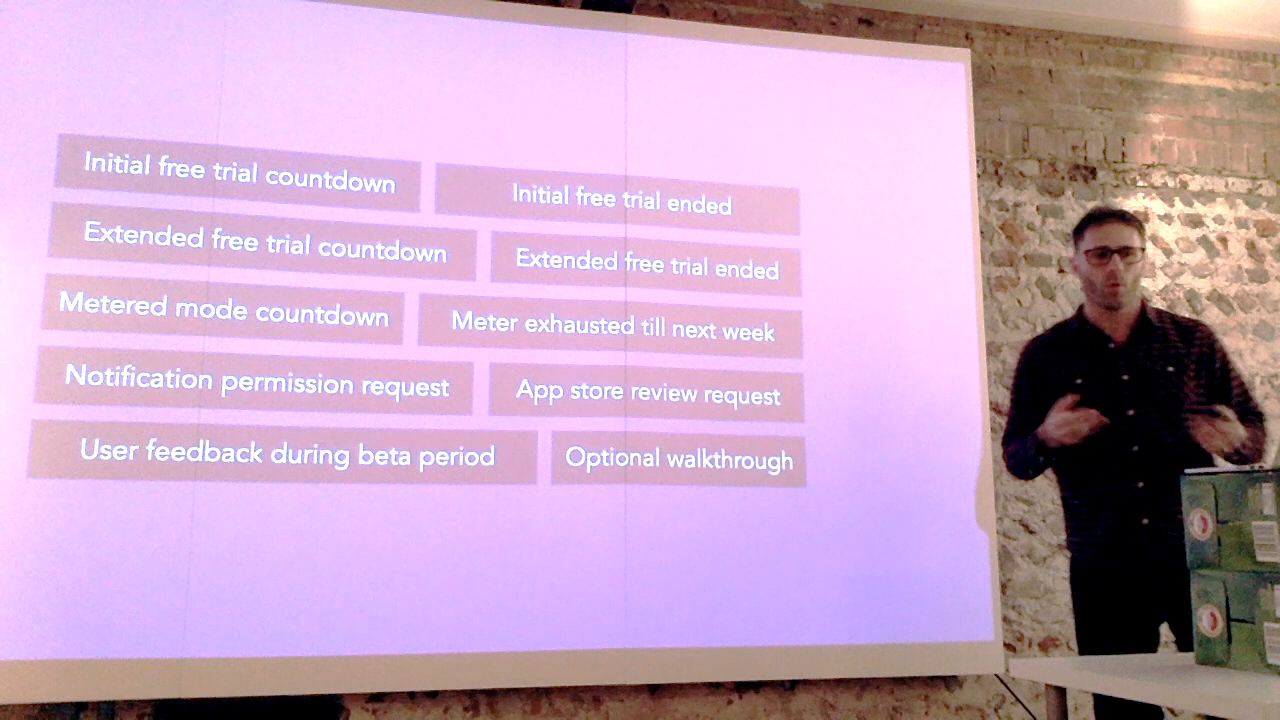 Initial free trial countdown
Initial free trial ended
Extended free trial countdown
Extended free trial ended
Metered mode countdown
Meter exhausted till next week
Notification permission request
App store review request
User feedback during beta period
Optional walkthrough